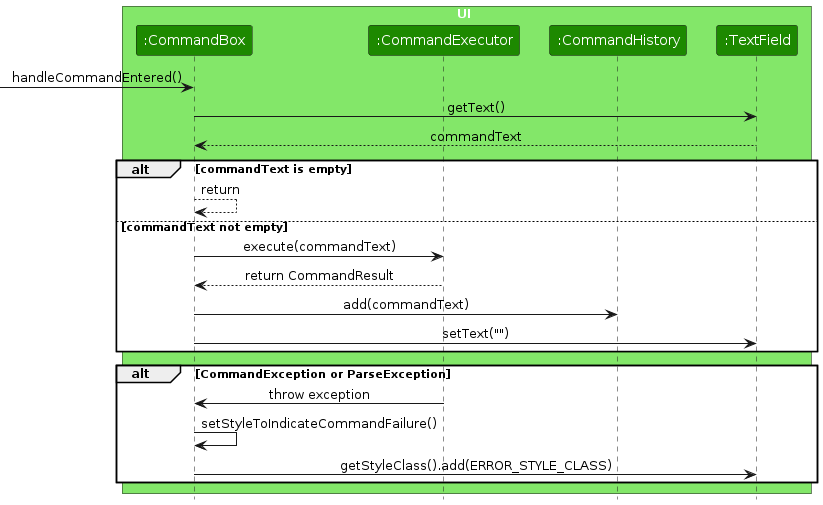 UI
:CommandBox :CommandExecutor :CommandHistory :TextField
handleCommandEntered()
getText()
commandText
alt [commandText is empty]
return
[commandText not empty]
execute(commandText)
return CommandResult
add(commandText)
setText("")
alt [CommandException or ParseException]
throw exception
setStyleToIndicateCommandFailure()
getStyleClass().add(ERROR_STYLE_CLASS)